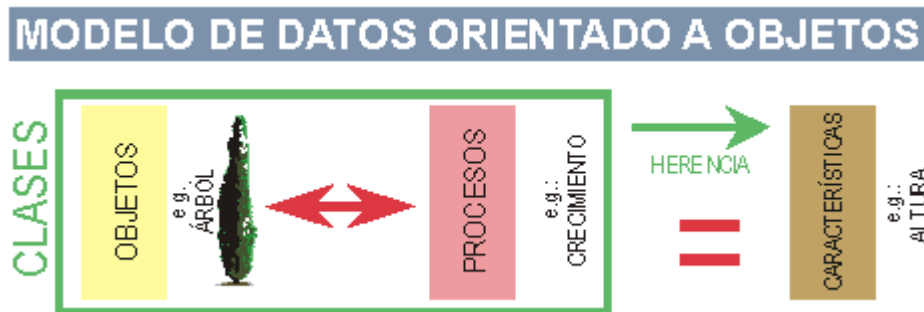 MODELO DE DATOS ORIENTADO A OBJETOS
CLASES
OBJETOS
e.g.:
ÁRBOL
PROCESOS
e.g.:
CRECIMIENTO
HERENCIA
CARACTERÍSTICAS
e.g.:
ALTURA